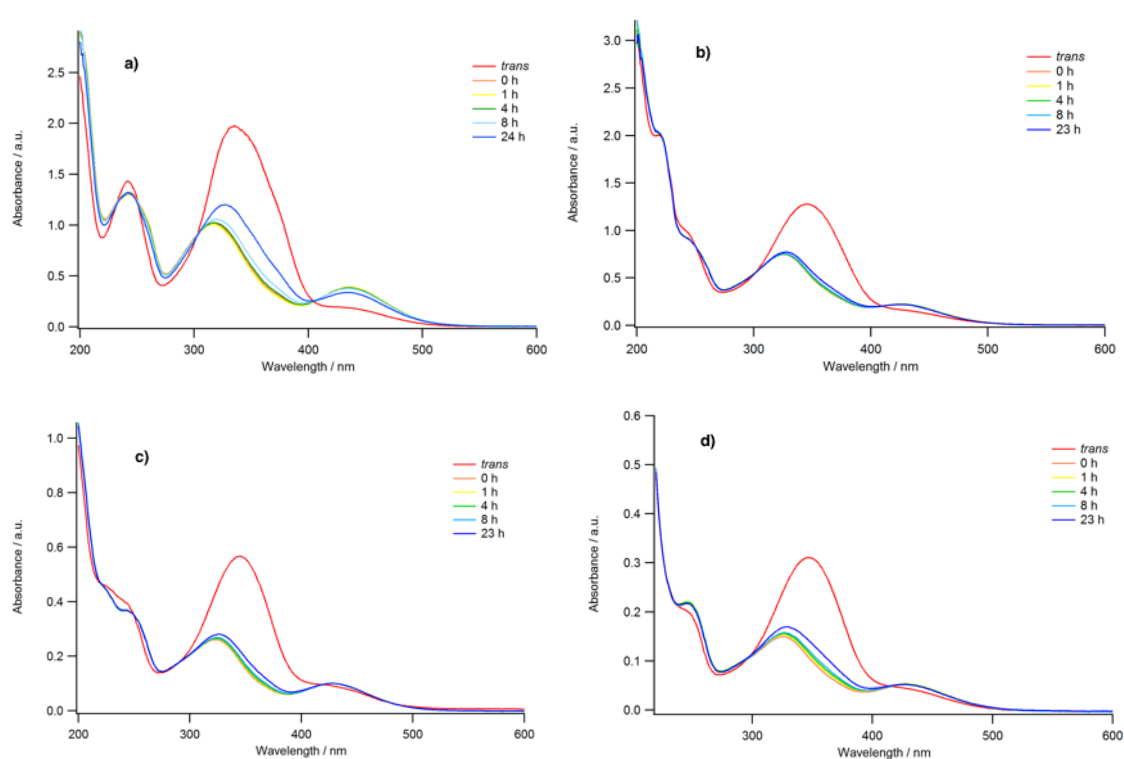 a)
trans
0 h
1 h
4 h
8 h
24 h
2.5
2.0
1.5
1.0
0.5
0.0
Absorbance / a.u.
200
300
400
500
600
Wavelength / nm
b)
trans
0 h
1 h
4 h
8 h
23 h
3.0
2.5
2.0
1.5
1.0
0.5
0.0
Absorbance / a.u.
200
300
400
500
600
Wavelength / nm
c)
trans
0 h
1 h
4 h
8 h
23 h
1.0
0.8
0.6
0.4
0.2
0.0
Absorbance / a.u.
200
300
400
500
600
Wavelength / nm
d)
trans
0 h
1 h
4 h
8 h
23 h
0.6
0.5
0.4
0.3
0.2
0.1
0.0
Absorbance / a.u.
300
400
500
600
Wavelength / nm